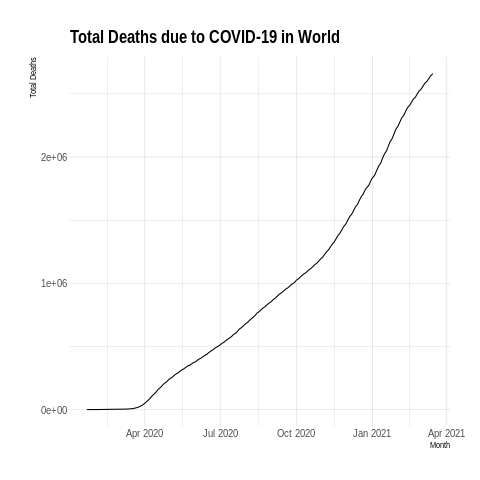 Total Deaths due to COVID-19 in World
Total Deaths
2e+06
1e+06
0e+00
Apr 2020 Jul 2020 Oct 2020 Jan 2021 Apr 2021
Month